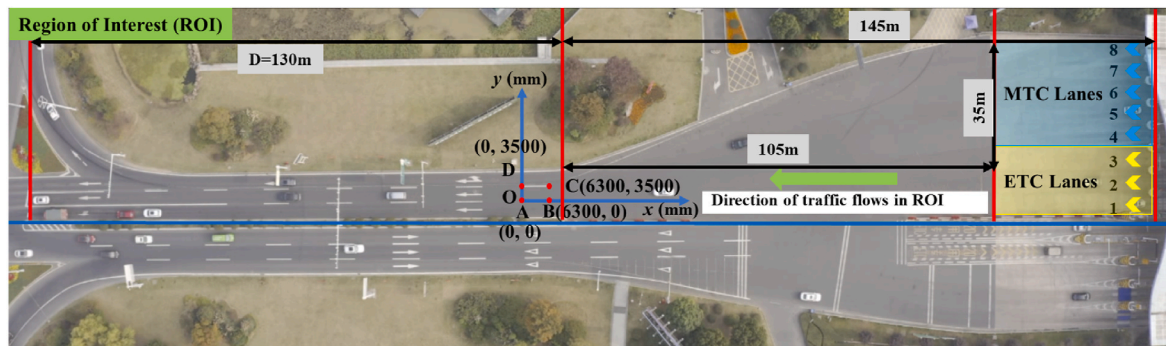 Region of Interest (ROI)
145m
D=130m
y (mm)
8
7
MTC Lanes
6
5
4
35m
(0, 3500)
105m
D
3
C(6300, 3500)
ETC Lanes
2
O
Direction of traffic flows in ROI
1
A
B(6300, 0)
x (mm)
(0, 0)